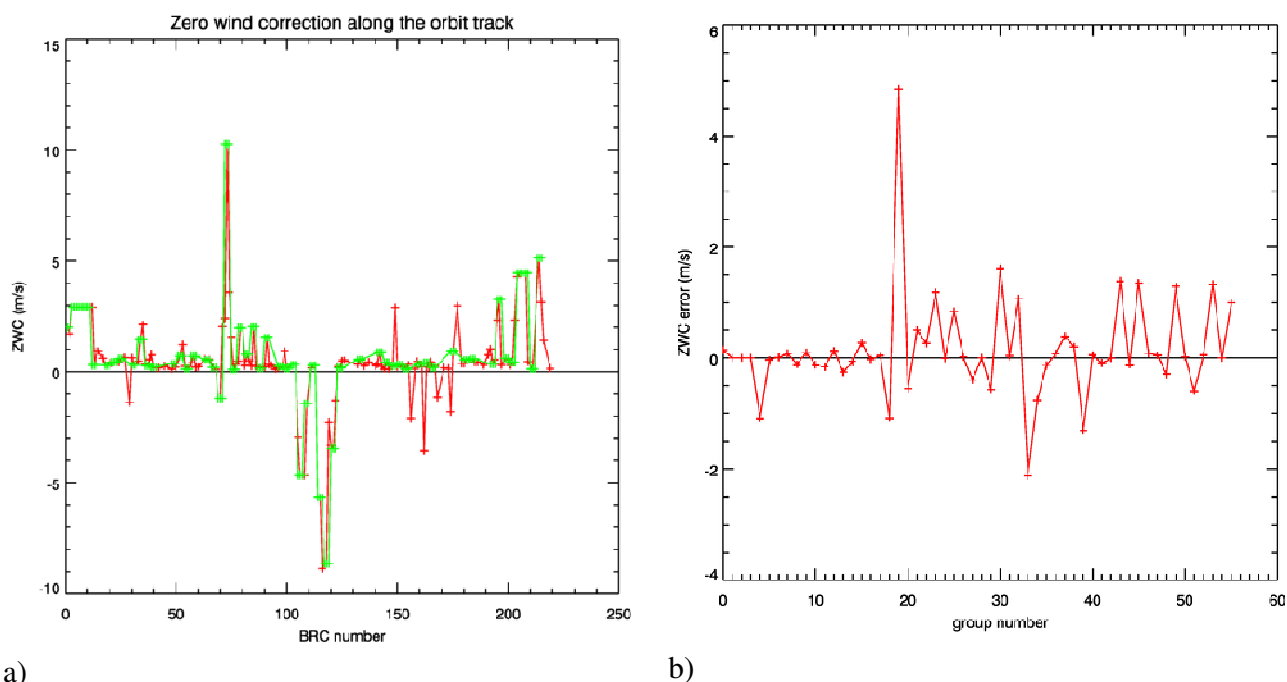 Zero wind correction along the orbit track
ZWC (m/s)
15
10
5
0
-5
-10
0 50 100 150 200 250
BRC number
a)
ZWC error (m/s)
6
4
2
0
-2
-4
0 10 20 30 40 50 60
group number
b)